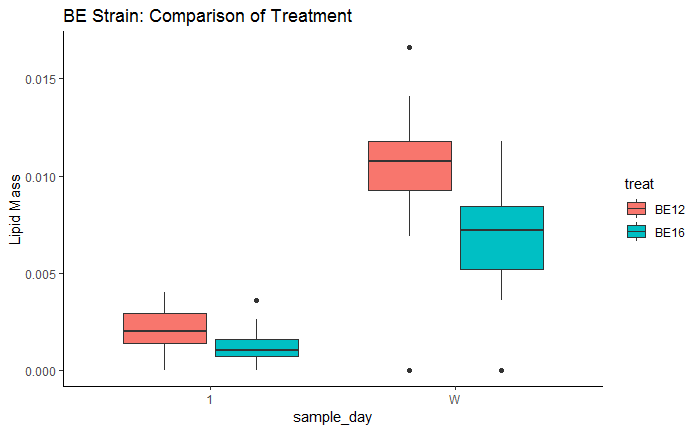 BE Strain: Comparison of Treatment
Lipid Mass
0.015
0.010
0.005
0.000
1
W
sample_day
treat
BE12
BE16